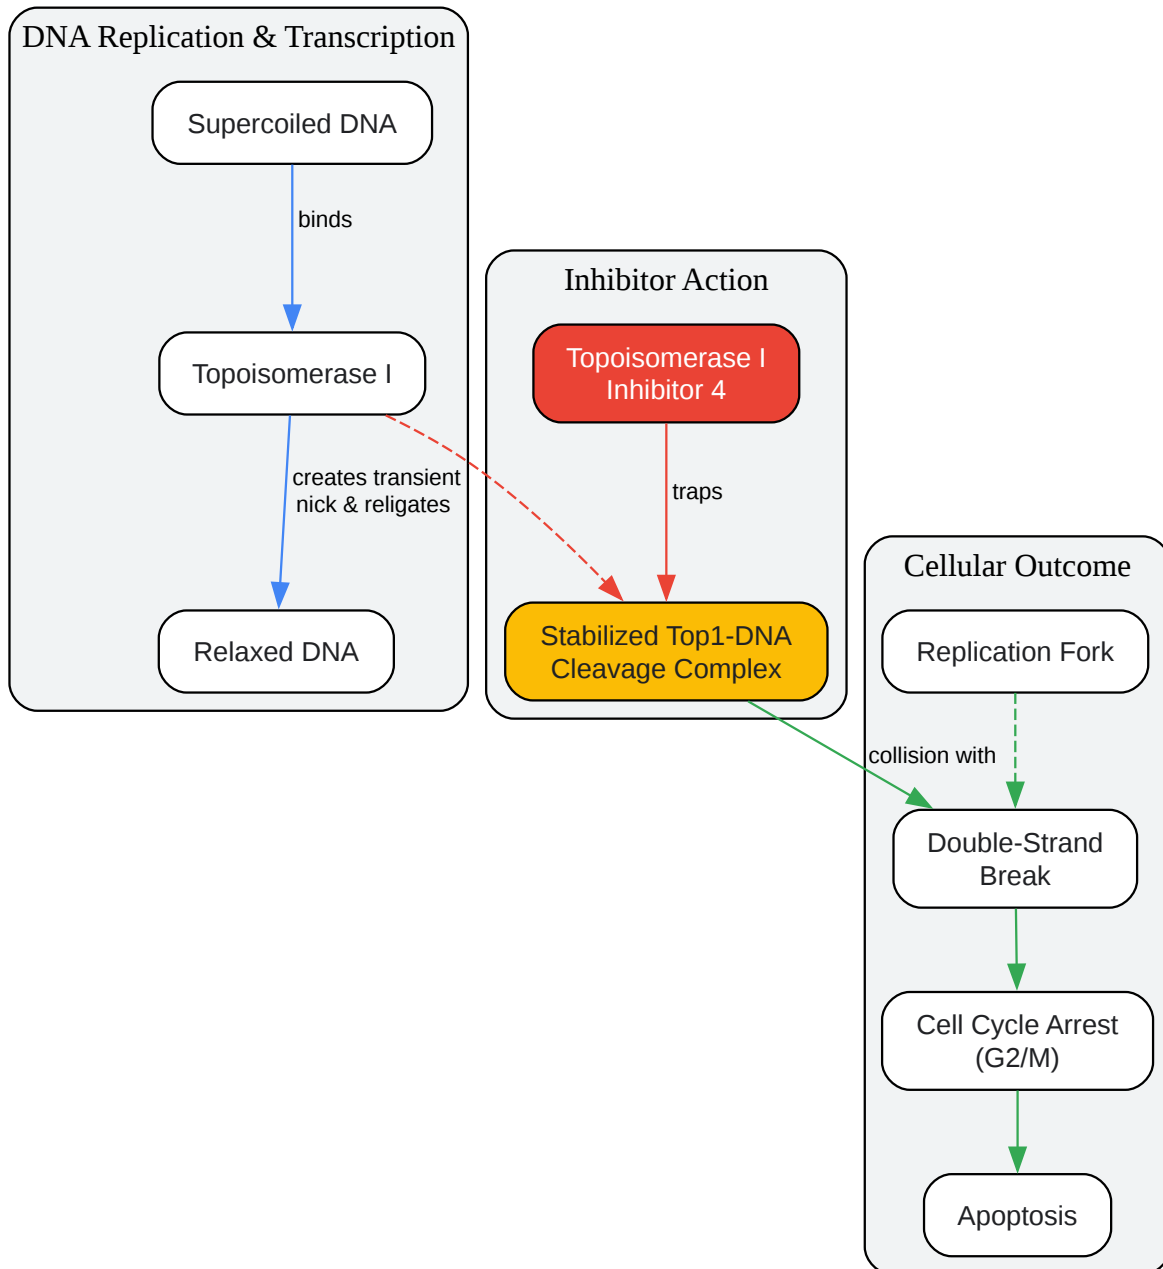 DNA Replication & Transcription
Supercoiled DNA
binds
Topoisomerase I
creates transient
nick & religates
Relaxed DNA
Inhibitor Action
Topoisomerase I
Inhibitor 4
traps
Stabilized Top1-DNA
Cleavage Complex
Cellular Outcome
Replication Fork
collision with
Double-Strand
Break
Cell Cycle Arrest
(G2/M)
Apoptosis